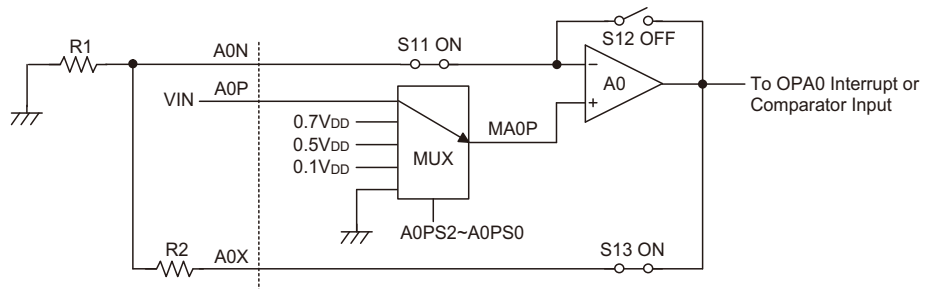 R1
A0N
S11 ON
S12 OFF
−
A0
+
To OPA0 Interrupt or
Comparator Input
VIN
A0P
0.7VDD
0.5VDD
0.1VDD
MUX
MA0P
A0PS2~A0PS0
R2
A0X
S13 ON